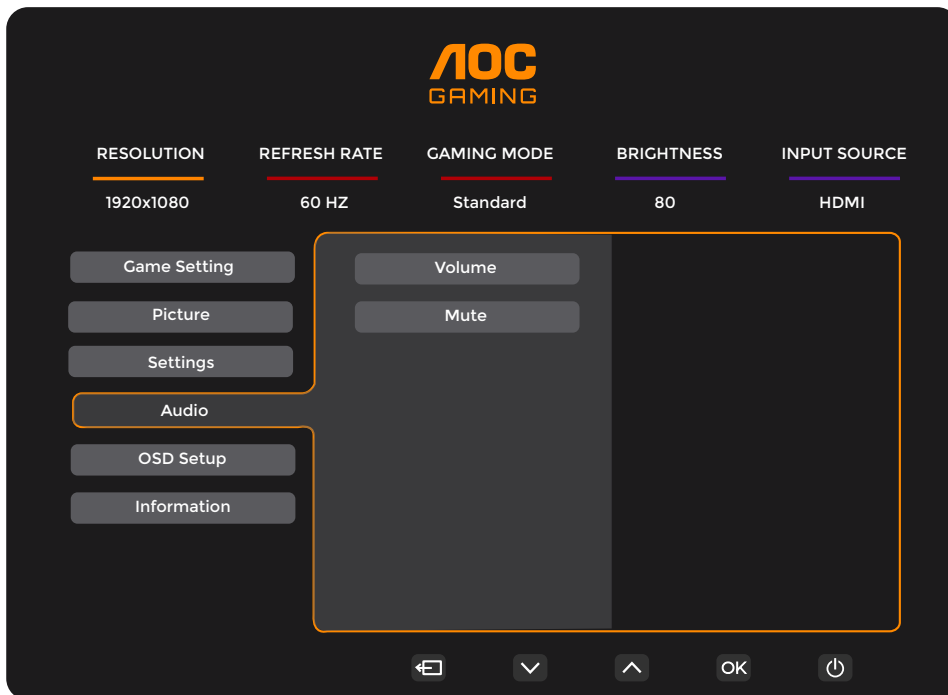 AOC
GAMING
RESOLUTION REFRESH RATE GAMING MODE BRIGHTNESS INPUT SOURCE
1920x1080 60 HZ Standard 80 HDMI
Game Setting Volume
Picture Mute
Settings
Audio
OSD Setup
Information
OK